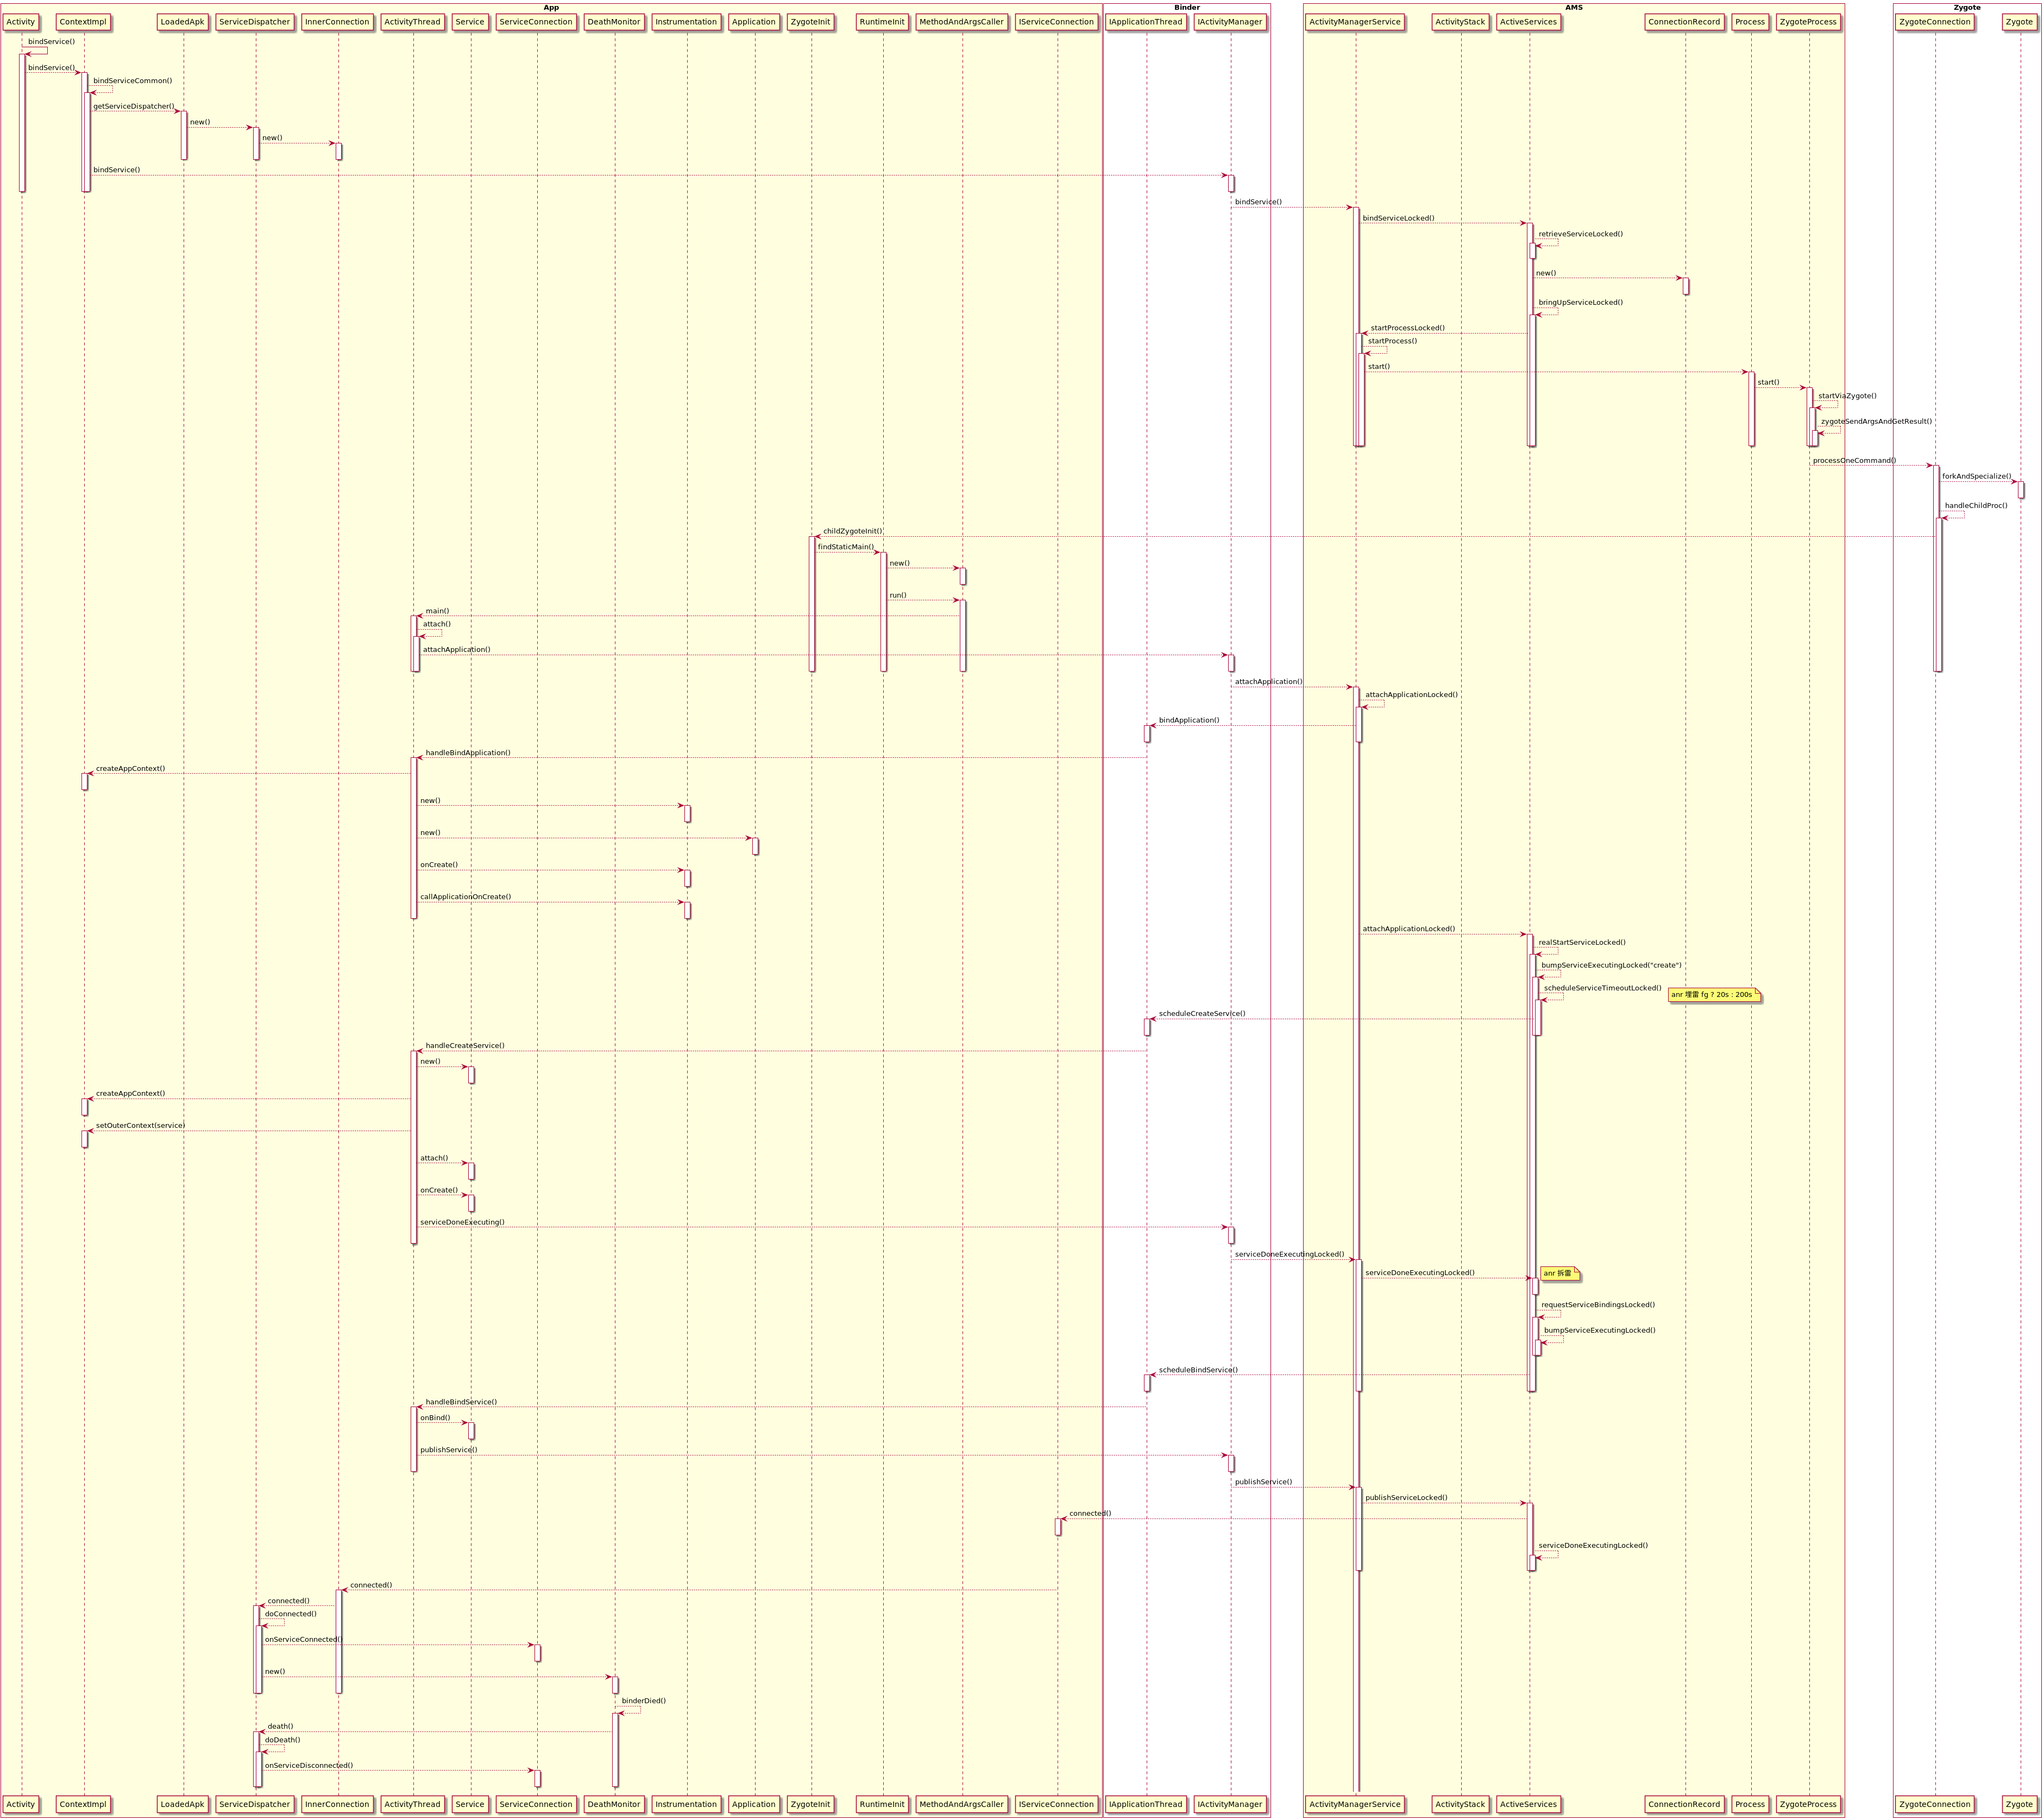 App
Binder
AMS
Zygote
Activity
ContextImpl
LoadedApk
ServiceDispatcher
InnerConnection
ActivityThread
Service
ServiceConnection
DeathMonitor
Instrumentation
Application
ZygoteInit
RuntimeInit
MethodAndArgsCaller
IServiceConnection
IApplicationThread
IActivityManager
ActivityManagerService
ActivityStack
ActiveServices
ConnectionRecord
Process
ZygoteProcess
ZygoteConnection
Zygote
bindService()
bindService()
bindServiceCommon()
getServiceDispatcher()
new()
new()
bindService()
bindService()
bindServiceLocked()
retrieveServiceLocked()
new()
bringUpServiceLocked()
startProcessLocked()
startProcess()
start()
start()
startViaZygote()
zygoteSendArgsAndGetResult()
processOneCommand()
forkAndSpecialize()
handleChildProc()
childZygoteInit()
findStaticMain()
new()
run()
main()
attach()
attachApplication()
attachApplication()
attachApplicationLocked()
bindApplication()
handleBindApplication()
createAppContext()
new()
new()
onCreate()
callApplicationOnCreate()
attachApplicationLocked()
realStartServiceLocked()
bumpServiceExecutingLocked("create")
scheduleServiceTimeoutLocked()
anr 埋雷 fg ? 20s : 200s
scheduleCreateService()
handleCreateService()
new()
createAppContext()
setOuterContext(service)
attach()
onCreate()
serviceDoneExecuting()
serviceDoneExecutingLocked()
serviceDoneExecutingLocked()
anr 拆雷
requestServiceBindingsLocked()
bumpServiceExecutingLocked()
scheduleBindService()
handleBindService()
onBind()
publishService()
publishService()
publishServiceLocked()
connected()
serviceDoneExecutingLocked()
connected()
connected()
doConnected()
onServiceConnected()
new()
binderDied()
death()
doDeath()
onServiceDisconnected()
Activity
ContextImpl
LoadedApk
ServiceDispatcher
InnerConnection
ActivityThread
Service
ServiceConnection
DeathMonitor
Instrumentation
Application
ZygoteInit
RuntimeInit
MethodAndArgsCaller
IServiceConnection
IApplicationThread
IActivityManager
ActivityManagerService
ActivityStack
ActiveServices
ConnectionRecord
Process
ZygoteProcess
ZygoteConnection
Zygote